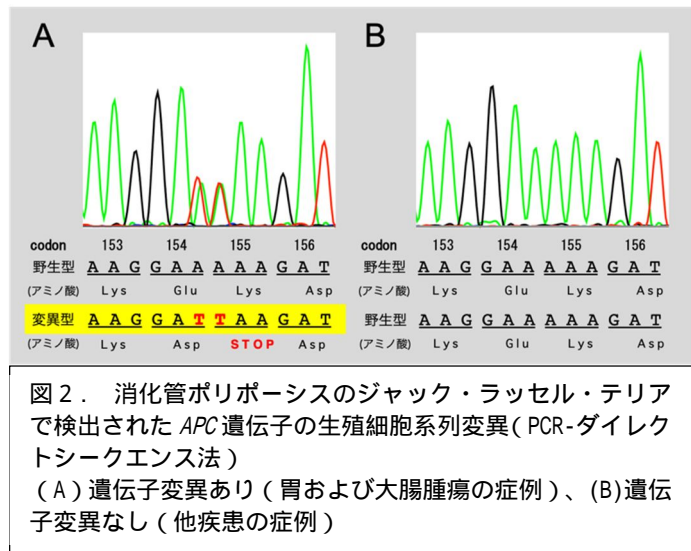 A B
codon 153 154 155 156 153 154 155 156
野生型 A A G G A A A A A G A T 野生型 A A G G A A A A A G A T
(アミノ酸) Lys Glu Lys Asp (アミノ酸) Lys Glu Lys Asp
変異型 A A G G A T T A A G A T 野生型 A A G G A A A A A G A T
(アミノ酸) Lys Asp STOP Asp (アミノ酸) Lys Glu Lys Asp
図2. 消化管ポリポーシスのジャック・ラッセル・テリア
で検出された APC 遺伝子の生殖細胞系列変異(PCR-ダイレク
トシークエンス法)
(A)遺伝子変異あり(胃および大腸腫瘍の症例)、(B)遺伝
子変異なし(他疾患の症例)